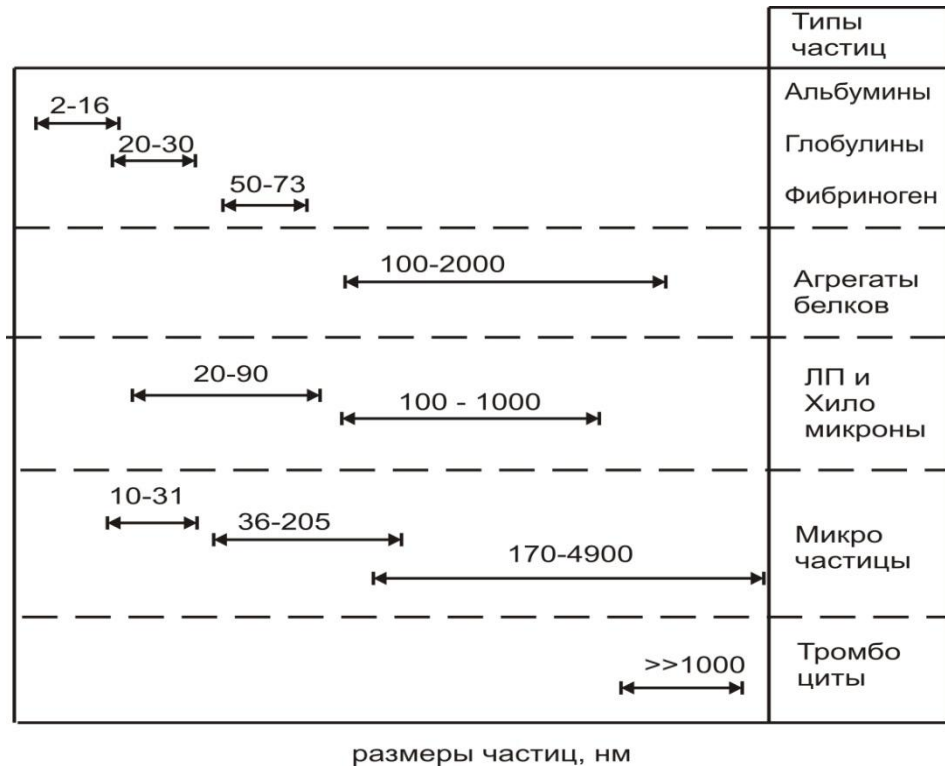 Типы
частиц
2-16
Альбумины
20-30
Глобулины
50-73
Фибриноген
100-2000
Агрегаты
белков
20-90
100 - 1000
ЛП и
Хило
микроны
10-31
36-205
170-4900
Микро
частицы
>>1000
Тромбо
циты
размеры частиц, нм